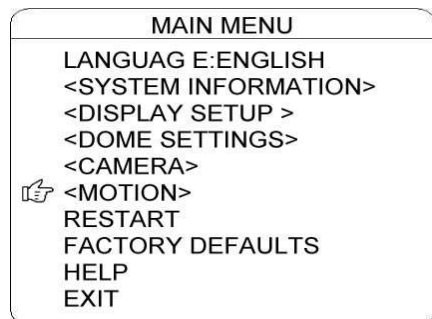 MAIN MENU
LANGUAG E:ENGLISH
<SYSTEM INFORMATION>
<DISPLAY SETUP >
<DOME SETTINGS>
<CAMERA>
<MOTION>
RESTART
FACTORY DEFAULTS
HELP
EXIT